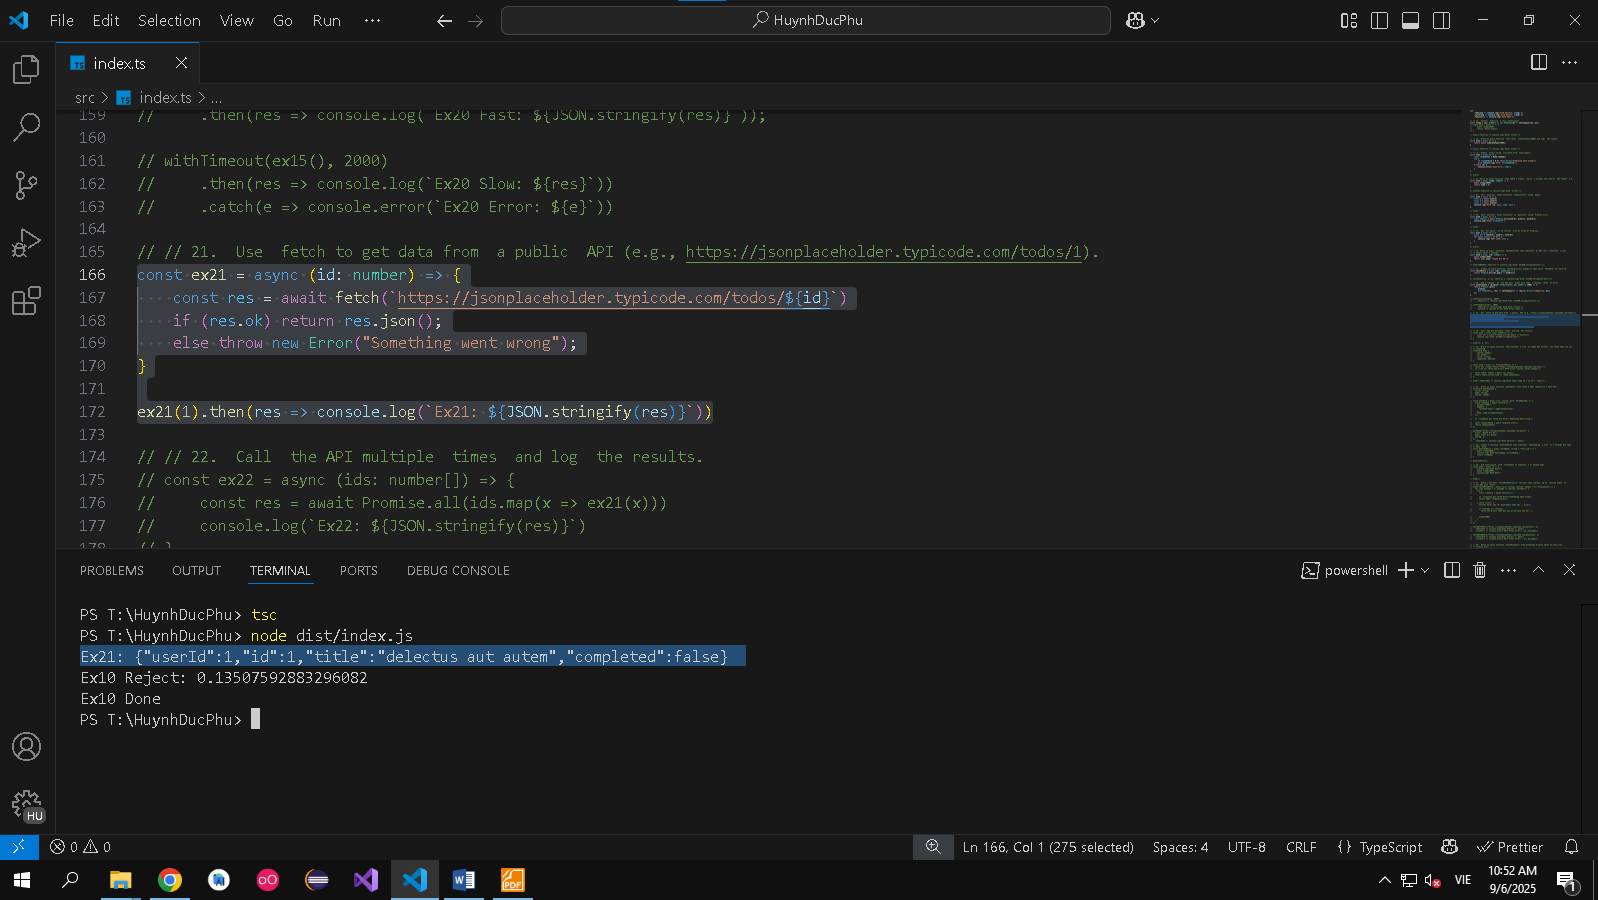 File Edit Selection View Go Run ···
HuynhDucPhu
TS index.ts
src > TS index.ts > ...
159 //     .then(res => console.log(`Ex20 Fast: ${JSON.stringify(res)}`));
160
161 // withTimeout(ex15(), 2000)
162 //     .then(res => console.log(`Ex20 Slow: ${res}`))
163 //     .catch(e => console.error(`Ex20 Error: ${e}`))
164
165 // // 21.  Use  fetch to get data from  a public  API (e.g., https://jsonplaceholder.typicode.com/todos/1).
166 const ex21 = async (id: number) => {
167     const res = await fetch(`https://jsonplaceholder.typicode.com/todos/${id}`)
168     if (res.ok) return res.json();
169     else throw new Error("Something went wrong");
170 }
171
172 ex21(1).then(res => console.log(`Ex21: ${JSON.stringify(res)}`))
173
174 // // 22.  Call  the API multiple  times  and log  the results.
175 // const ex22 = async (ids: number[]) => {
176 //     const res = await Promise.all(ids.map(x => ex21(x)))
177 //     console.log(`Ex22: ${JSON.stringify(res)}`)
178 // }
PROBLEMS OUTPUT TERMINAL PORTS DEBUG CONSOLE
powershell
PS T:\HuynhDucPhu> tsc
PS T:\HuynhDucPhu> node dist/index.js
Ex21: {"userId":1,"id":1,"title":"delectus aut autem","completed":false}
Ex10 Reject: 0.13507592883296082
Ex10 Done
PS T:\HuynhDucPhu>
HU
0 0 Ln 166, Col 1 (275 selected) Spaces: 4 UTF-8 CRLF {} TypeScript Prettier
VIE 10:52 AM
9/6/2025
1